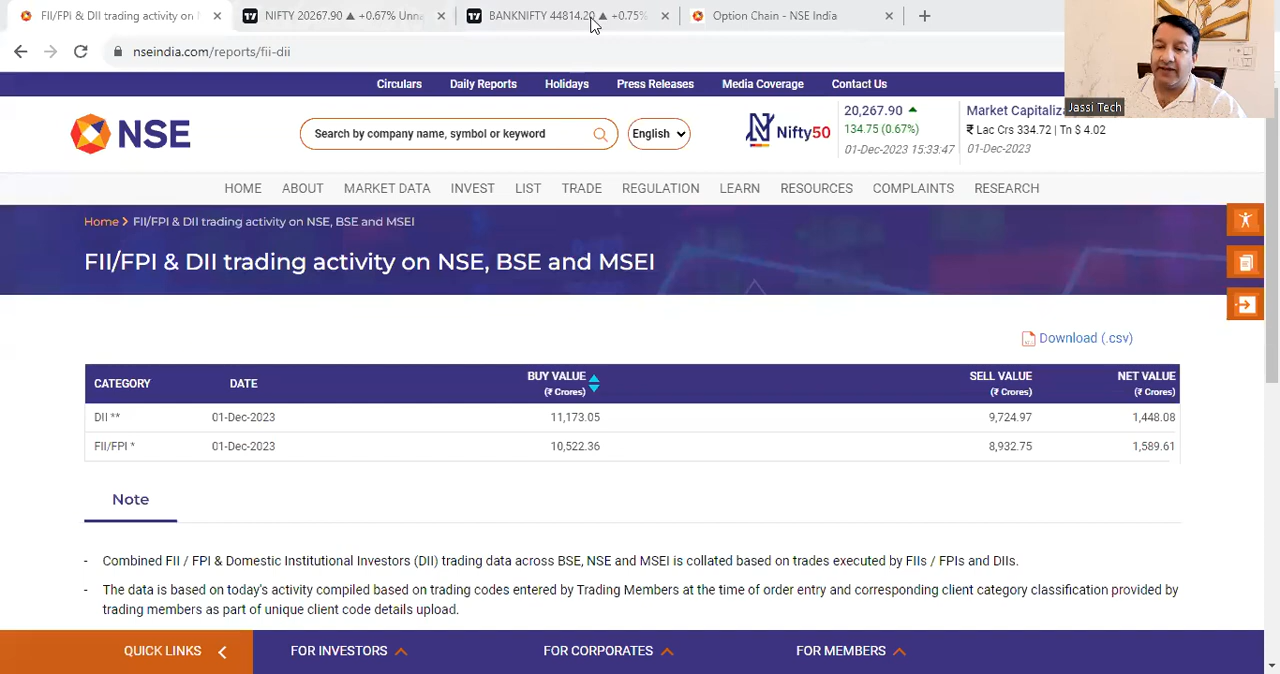 FII/FPI & DII trading activity on
NIFTY 20267.90 ▲ +0.67% Unna
BANKNIFTY 44814.20 ▲ +0.75%
Option Chain - NSE India
nseindia.com/reports/fii-dii
Circulars Daily Reports Holidays Press Releases Media Coverage Contact Us
Jassi Tech
NSE
Search by company name, symbol or keyword
English
Nifty50
20,267.90
134.75 (0.67%)
01-Dec-2023 15:33:47
Market Capitaliz
₹ Lac Crs 334.72 | Tn $ 4.02
01-Dec-2023
HOME ABOUT MARKET DATA INVEST LIST TRADE REGULATION LEARN RESOURCES COMPLAINTS RESEARCH
Home > FII/FPI & DII trading activity on NSE, BSE and MSEI
FII/FPI & DII trading activity on NSE, BSE and MSEI
Download (.csv)
CATEGORY DATE BUY VALUE (₹ Crores) SELL VALUE (₹ Crores) NET VALUE (₹ Crores)
DII ** 01-Dec-2023 11,173.05 9,724.97 1,448.08
FII/FPI * 01-Dec-2023 10,522.36 8,932.75 1,589.61
Note
- Combined FII / FPI & Domestic Institutional Investors (DII) trading data across BSE, NSE and MSEI is collated based on trades executed by FIIs / FPIs and DIIs.
- The data is based on today's activity compiled based on trading codes entered by Trading Members at the time of order entry and corresponding client category classification provided by
trading members as part of unique client code details upload.
QUICK LINKS FOR INVESTORS FOR CORPORATES FOR MEMBERS